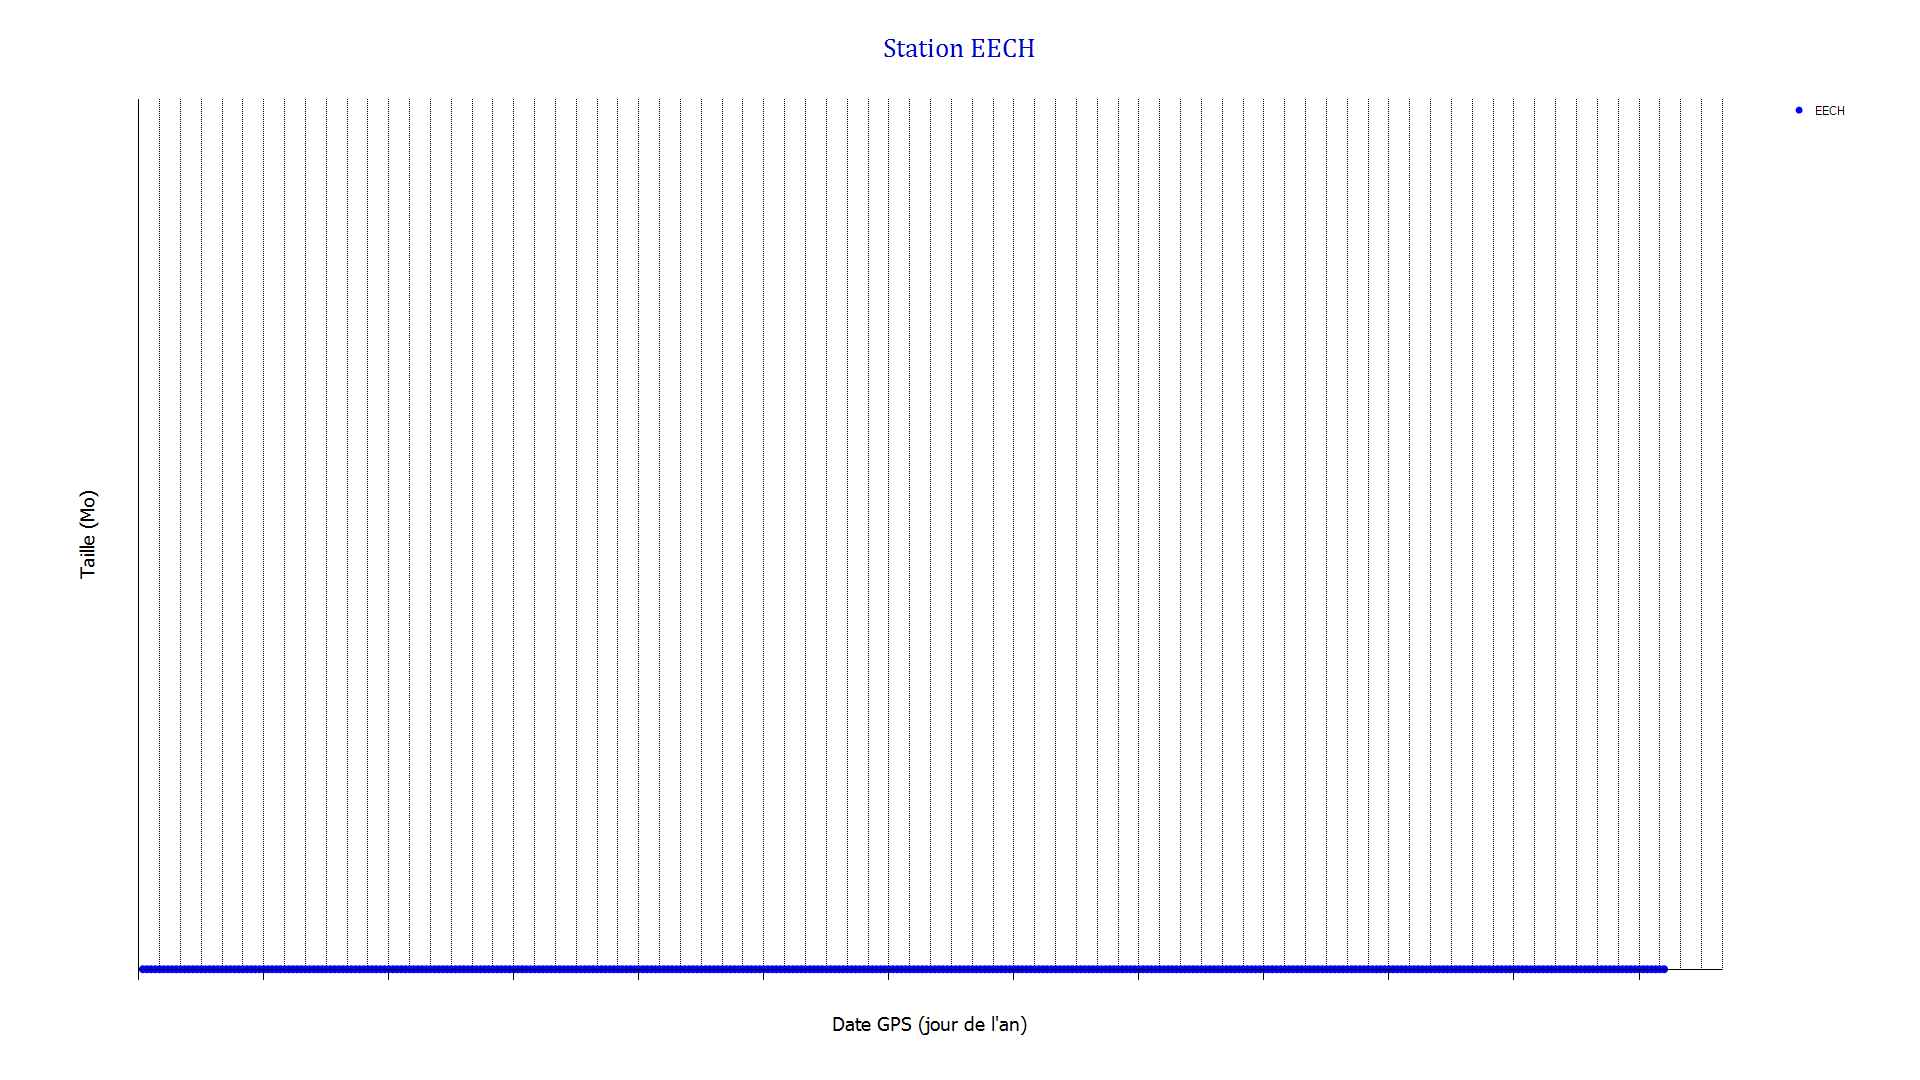 Station EECH
EECH
Taille (Mo)
Date GPS (jour de l'an)